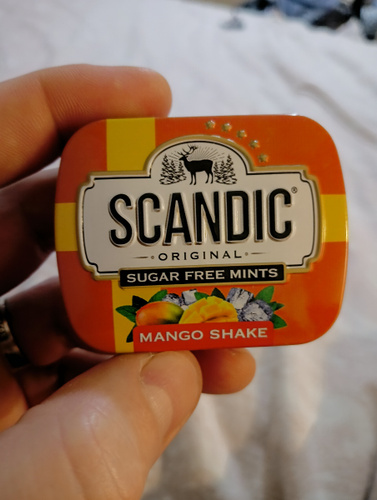 SCANDIC®
ORIGINAL
SUGAR FREE MINTS
MANGO SHAKE